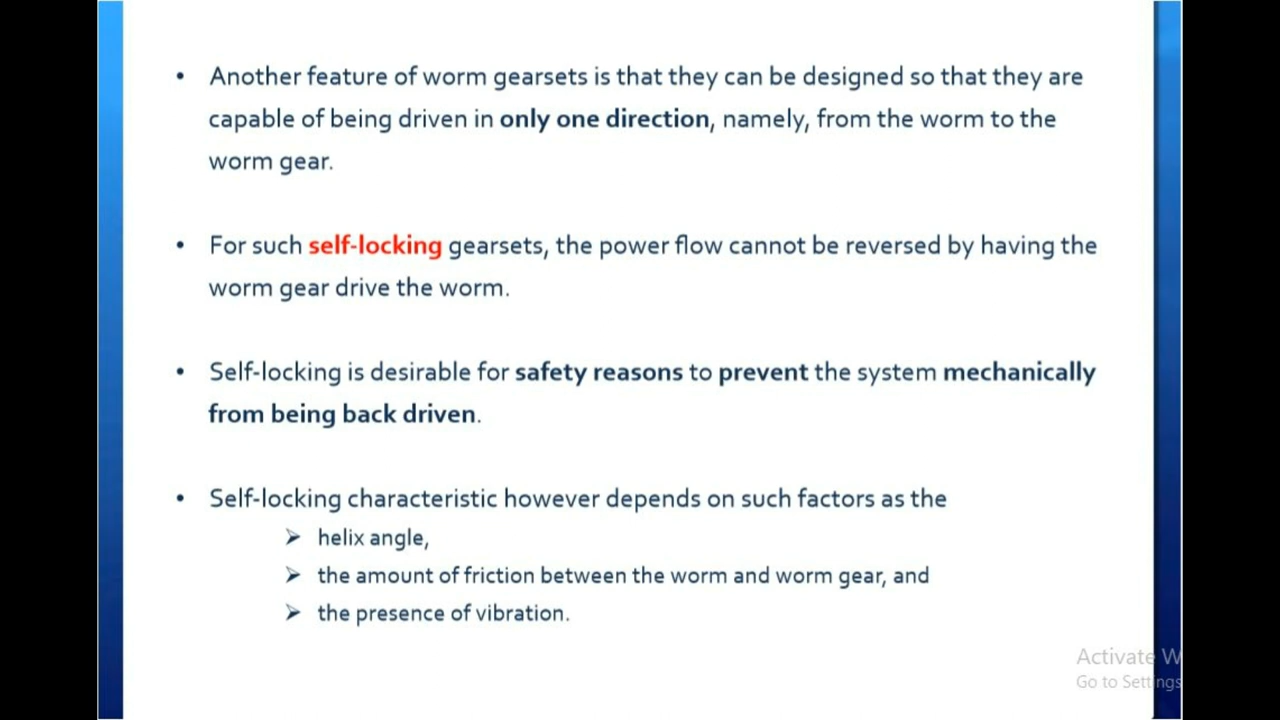 • Another feature of worm gearsets is that they can be designed so that they are
capable of being driven in only one direction, namely, from the worm to the
worm gear.
• For such self-locking gearsets, the power flow cannot be reversed by having the
worm gear drive the worm.
• Self-locking is desirable for safety reasons to prevent the system mechanically
from being back driven.
• Self-locking characteristic however depends on such factors as the
➢ helix angle,
➢ the amount of friction between the worm and worm gear, and
➢ the presence of vibration.
Activate W
Go to Settings